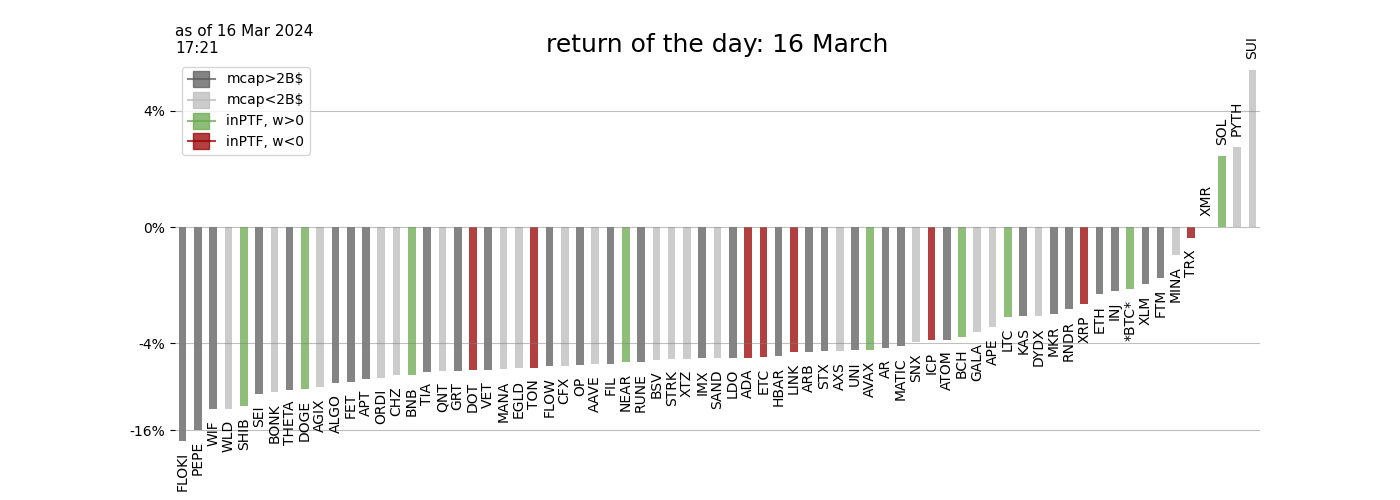 as of 16 Mar 2024
17:21
return of the day: 16 March
mcap>2B$
mcap<2B$
inPTF, w>0
inPTF, w<0
4%
0%
-4%
-16%
FLOKI
PEPE
WIF
WLD
SHIB
SEI
BONK
THETA
DOGE
AGIX
ALGO
FET
APT
ORDI
CHZ
BNB
TIA
QNT
GRT
DOT
VET
MANA
EGLD
TON
FLOW
CFX
OP
AAVE
FIL
NEAR
RUNE
BSV
STRK
XTZ
IMX
SAND
LDO
ADA
ETC
HBAR
LINK
ARB
STX
AXS
UNI
AVAX
AR
MATIC
SNX
ICP
ATOM
BCH
GALA
APE
LTC
KAS
DYDX
MKR
RNDR
XRP
ETH
INJ
*BTC*
XLM
FTM
MINA
TRX
XMR
SOL
PYTH
SUI